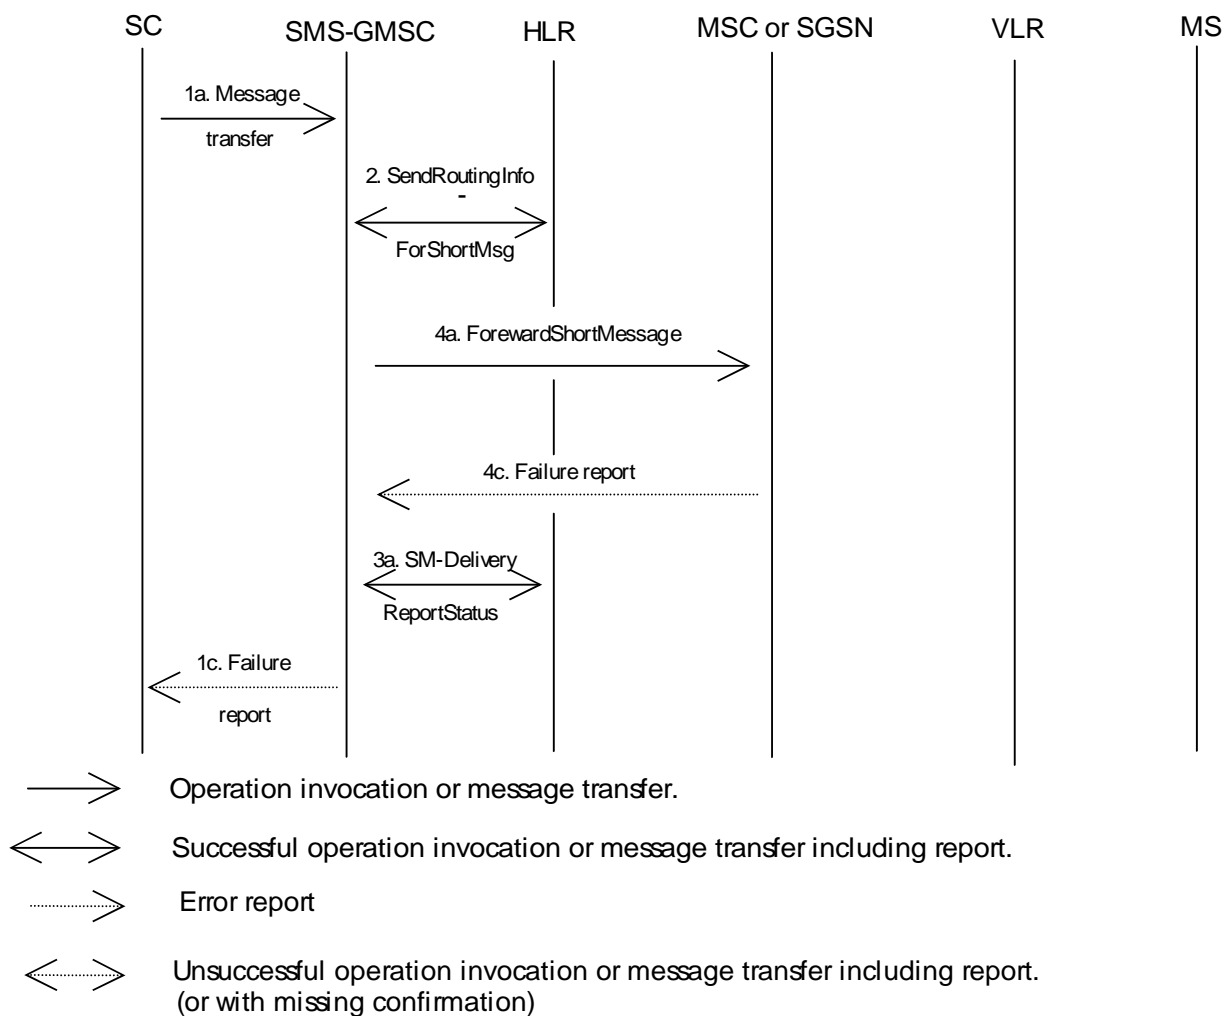 SC
SMS-GMSC
HLR
MSC or SGSN
VLR
MS
1a. Message
transfer
2. SendRoutingInfo
-
ForShortMsg
4a. ForewardShortMessage
4c. Failure report
3a. SM-Delivery
ReportStatus
1c. Failure
report
Operation invocation or message transfer.
Successful operation invocation or message transfer including report.
Error report
Unsuccessful operation invocation or message transfer including report.
(or with missing confirmation)